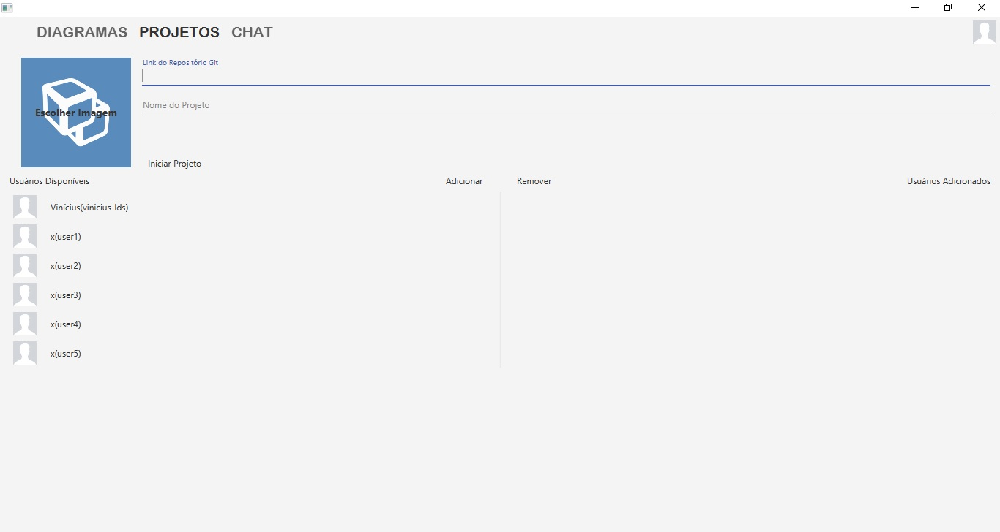 DIAGRAMAS PROJETOS CHAT
Link do Repositório Git
Nome do Projeto
Escolher Imagem
Iniciar Projeto
Usuários Dísponíveis Adicionar Remover Usuários Adicionados
Vinícius(vinicius-lds)
x(user1)
x(user2)
x(user3)
x(user4)
x(user5)